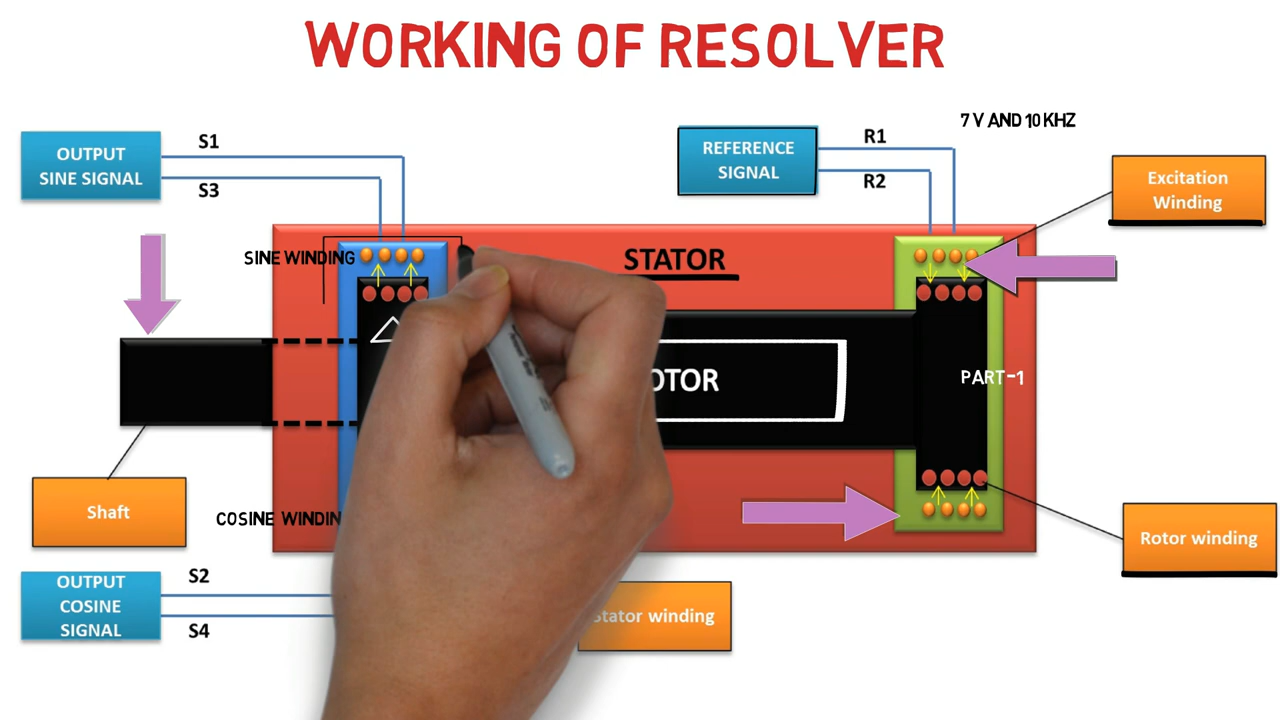 WORKING OF RESOLVER
7 V AND 10 KHZ
OUTPUT
SINE SIGNAL
S1
S3
REFERENCE
SIGNAL
R1
R2
Excitation
Winding
SINE WINDING
STATOR
OTOR
PART-1
Shaft
COSINE WINDIN
Rotor winding
OUTPUT
COSINE
SIGNAL
S2
S4
Stator winding